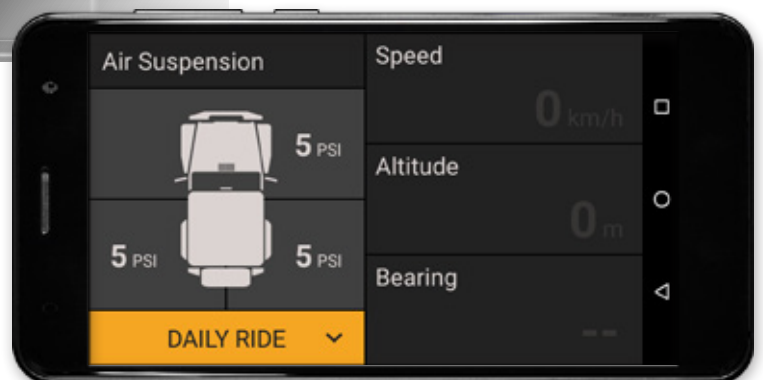 Air Suspension
5 PSI
5 PSI
5 PSI
DAILY RIDE
Speed
0 km/h
Altitude
0 m
Bearing
--